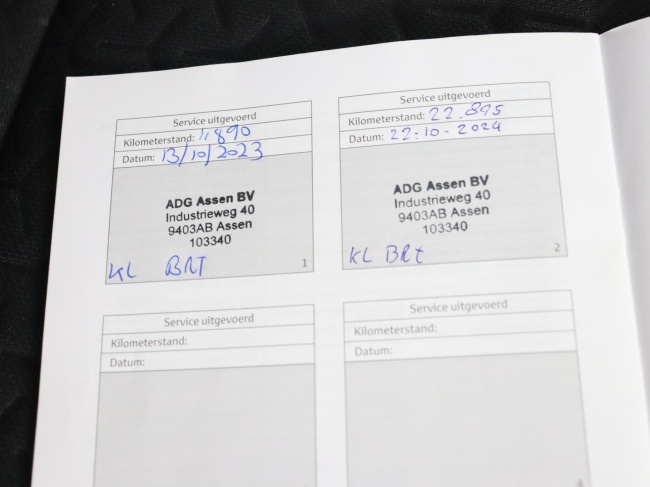 Service uitgevoerd
Kilometerstand: 11.890
Datum: 13/10/2023
ADG Assen BV
Industrieweg 40
9403AB Assen
103340
KL BRT
1
Service uitgevoerd
Kilometerstand: 22.895
Datum: 22-10-2024
ADG Assen BV
Industrieweg 40
9403AB Assen
103340
KL BRt
2
Service uitgevoerd
Kilometerstand:
Datum:
Service uitgevoerd
Kilometerstand:
Datum:
4